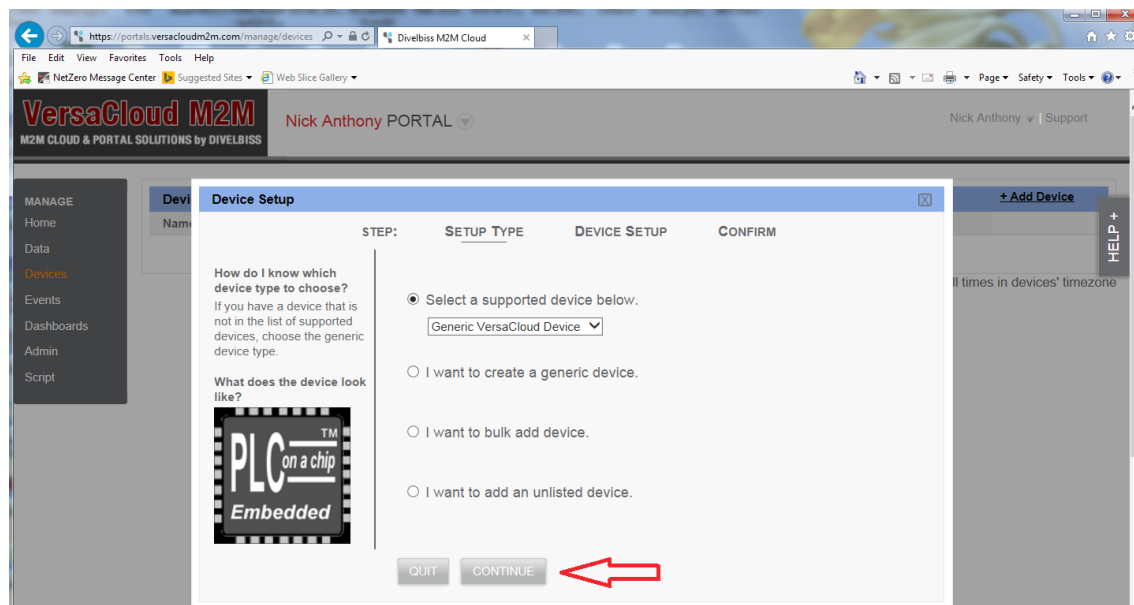 https://portals.versacloudm2m.com/manage/devices
Divelbiss M2M Cloud
File Edit View Favorites Tools Help
NetZero Message Center Suggested Sites Web Slice Gallery
Page Safety Tools
VersaCloud M2M
M2M CLOUD & PORTAL SOLUTIONS by DIVELBISS
Nick Anthony PORTAL
Nick Anthony | Support
MANAGE
Home
Data
Devices
Events
Dashboards
Admin
Script
Devi
Name
+ Add Device
HELP +
ll times in devices' timezone
Device Setup
STEP: SETUP TYPE DEVICE SETUP CONFIRM
How do I know which
device type to choose?
If you have a device that is
not in the list of supported
devices, choose the generic
device type.
What does the device look
like?
PLC on a chip TM
Embedded
Select a supported device below.
Generic VersaCloud Device
I want to create a generic device.
I want to bulk add device.
I want to add an unlisted device.
QUIT CONTINUE